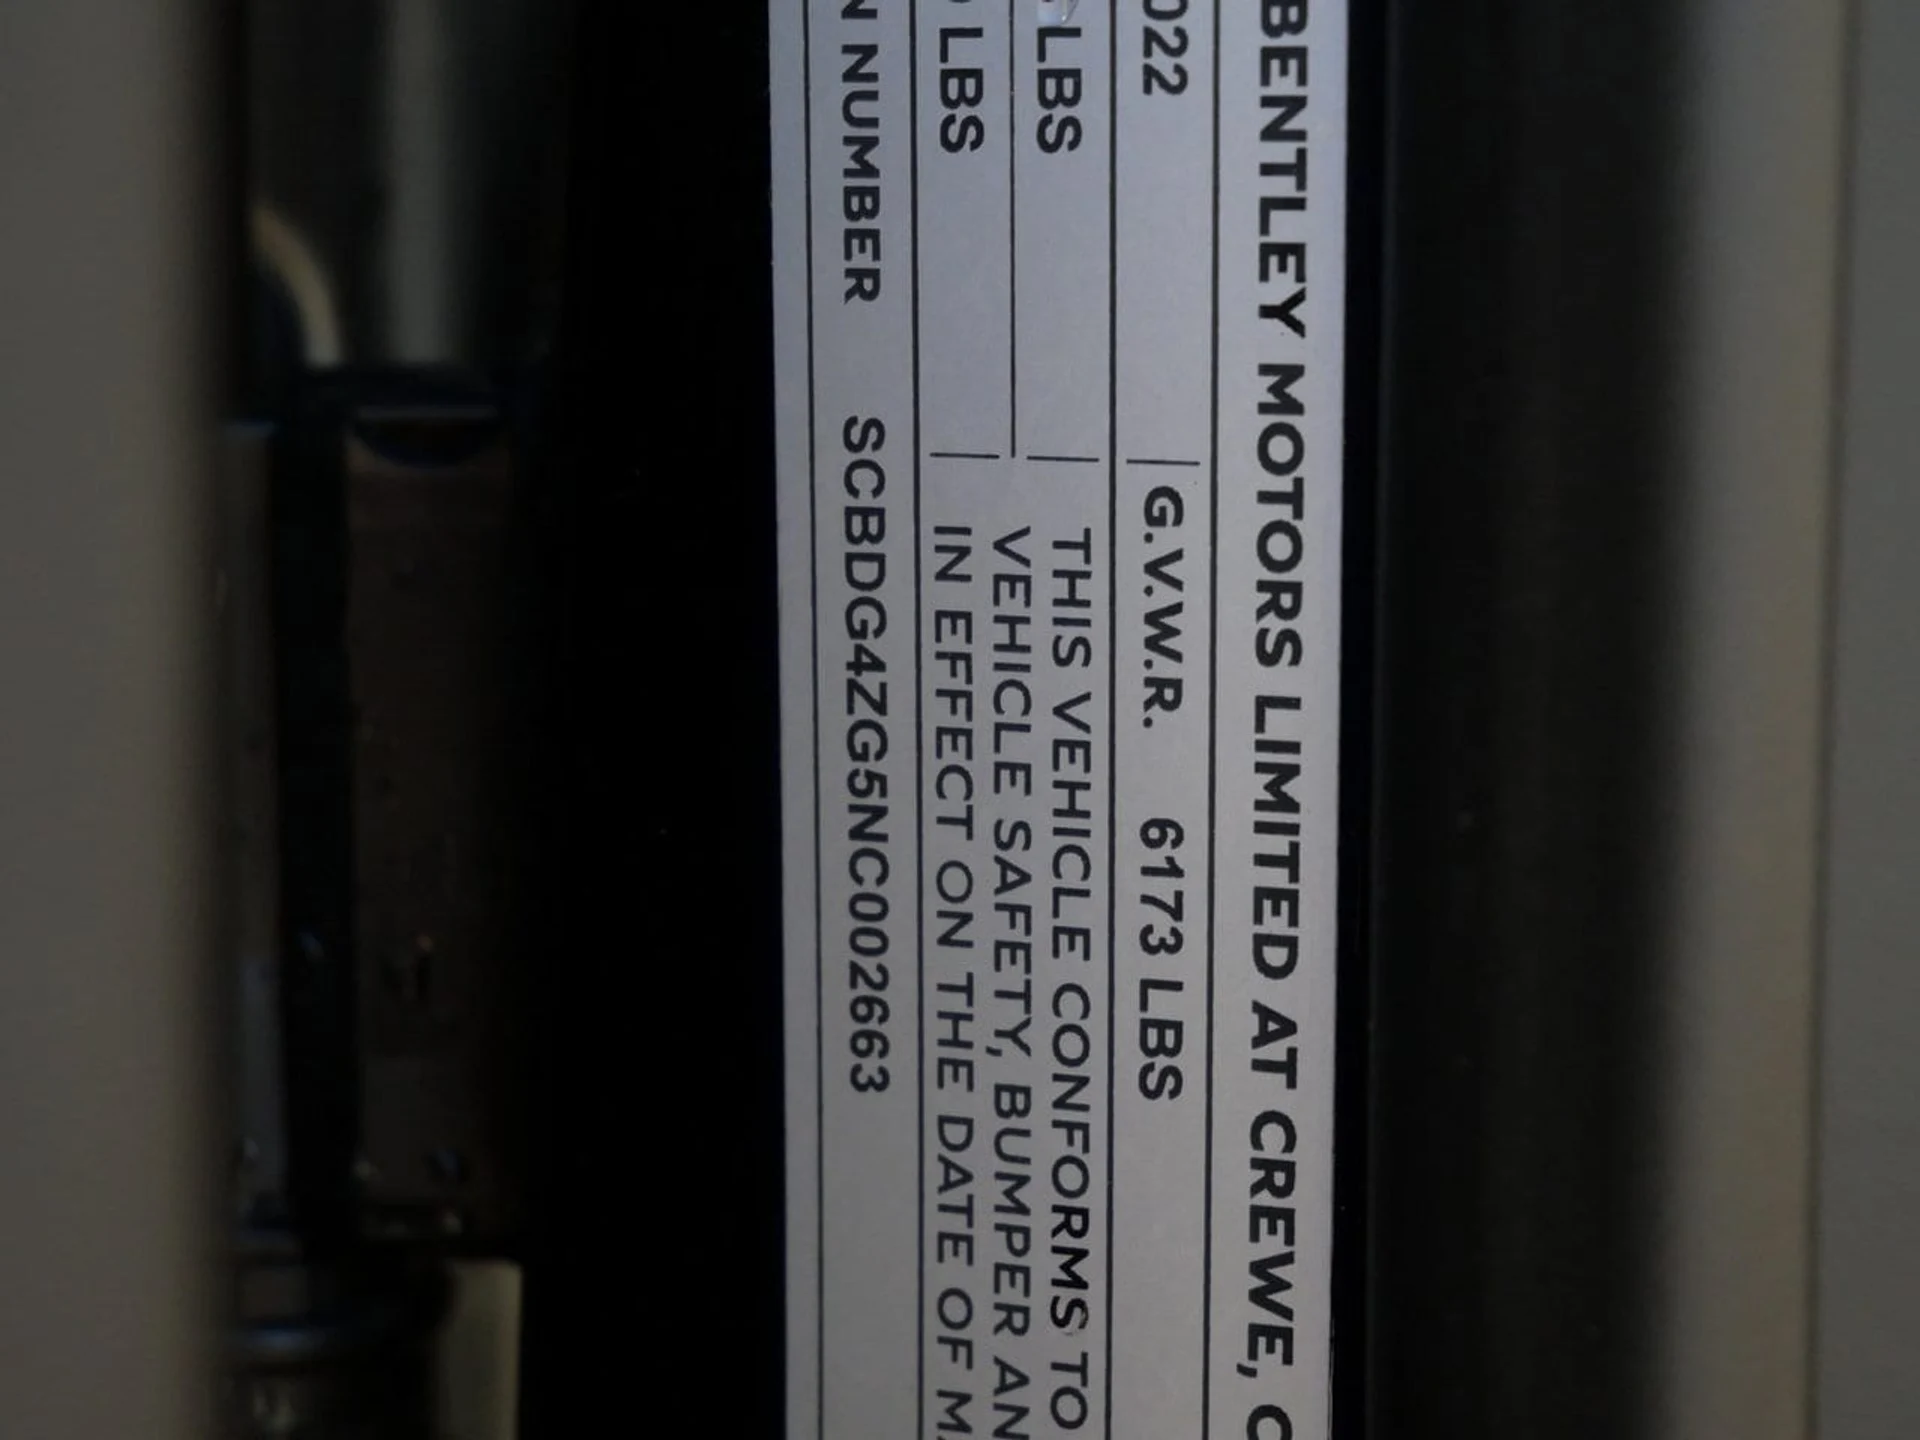 BENTLEY MOTORS LIMITED AT CREWE,
022 G.V.W.R. 6173 LBS
LBS THIS VEHICLE CONFORMS TO
VEHICLE SAFETY, BUMPER AN
LBS IN EFFECT ON THE DATE OF M
N NUMBER SCBDG4ZG5NC002663